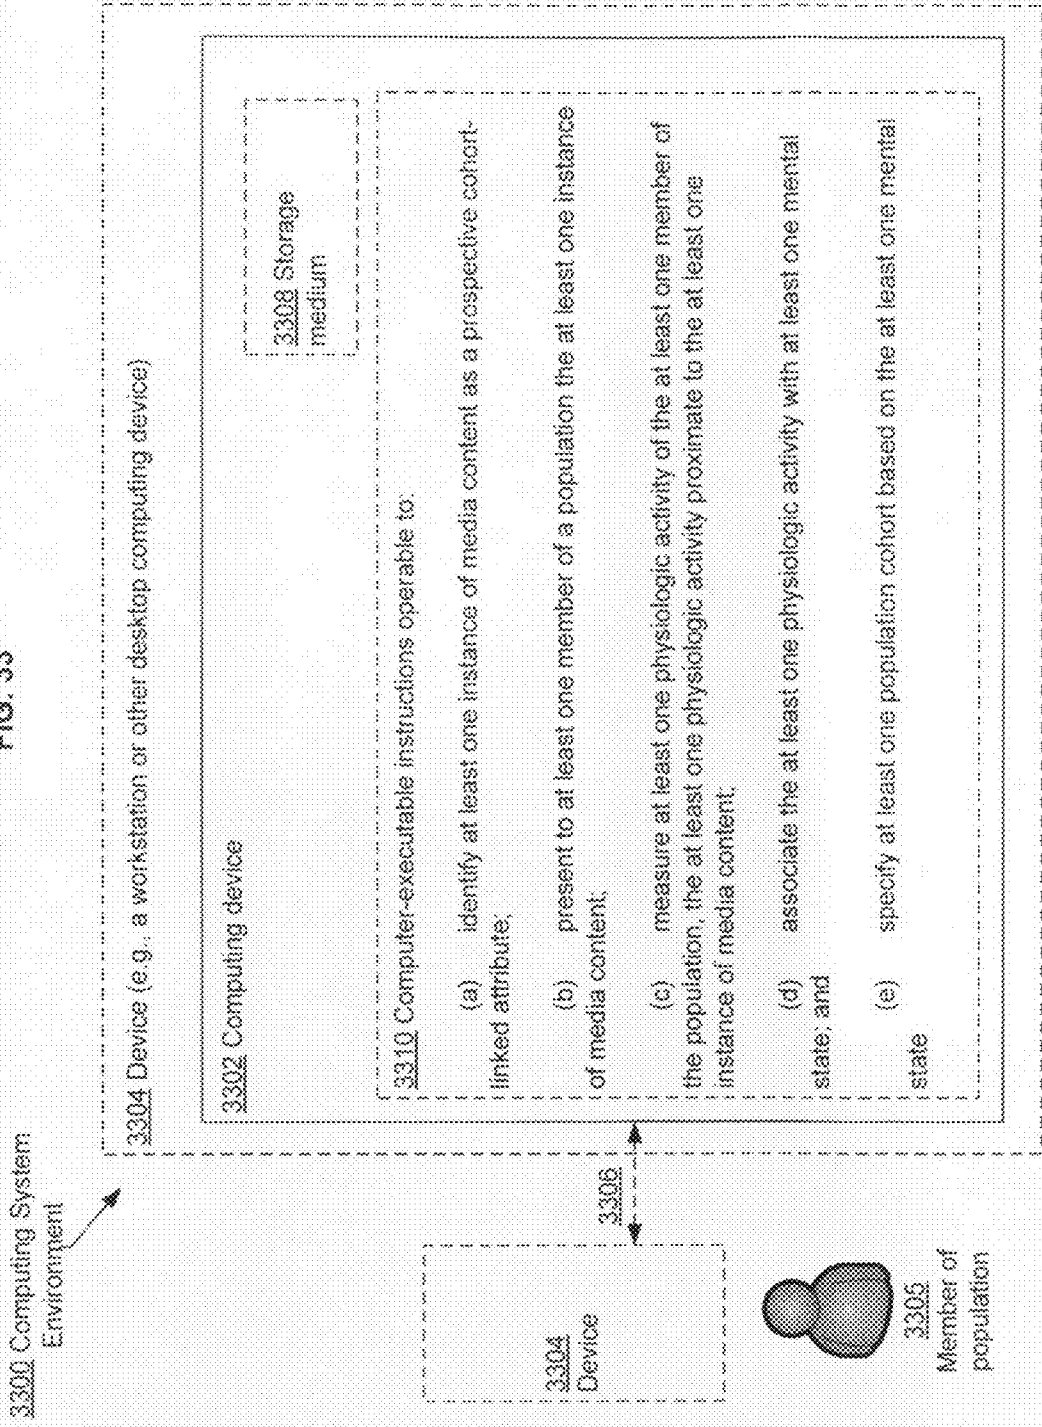 FIG. 33
3300 Computing System
Environment
3304 Device (e.g., a workstation or other desktop computing device)
3302 Computing device
3308 Storage
medium
3310 Computer-executable instructions operable to:
(a) identify at least one instance of media content as a prospective cohort-
linked attribute;
(b) present to at least one member of a population the at least one instance
of media content;
(c) measure at least one physiologic activity of the at least one member of
the population, the at least one physiologic activity proximate to the at least one
instance of media content;
(d) associate the at least one physiologic activity with at least one mental
state; and
(e) specify at least one population cohort based on the at least one mental
state
3306
3304
Device
3305
Member of
population